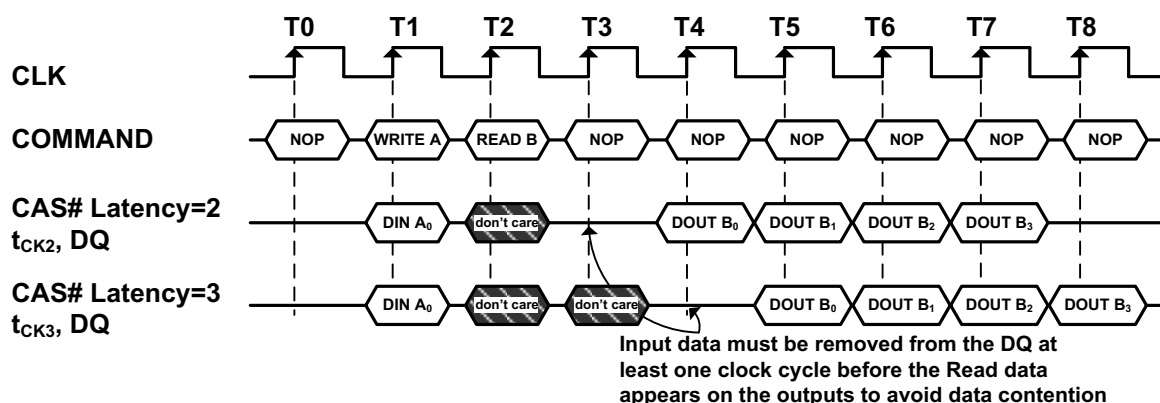 T0 T1 T2 T3 T4 T5 T6 T7 T8
CLK
COMMAND NOP WRITE A READ B NOP NOP NOP NOP NOP NOP
CAS# Latency=2
tCK2, DQ DIN A0 don't care DOUT B0 DOUT B1 DOUT B2 DOUT B3
CAS# Latency=3
tCK3, DQ DIN A0 don't care don't care DOUT B0 DOUT B1 DOUT B2 DOUT B3
Input data must be removed from the DQ at
least one clock cycle before the Read data
appears on the outputs to avoid data contention